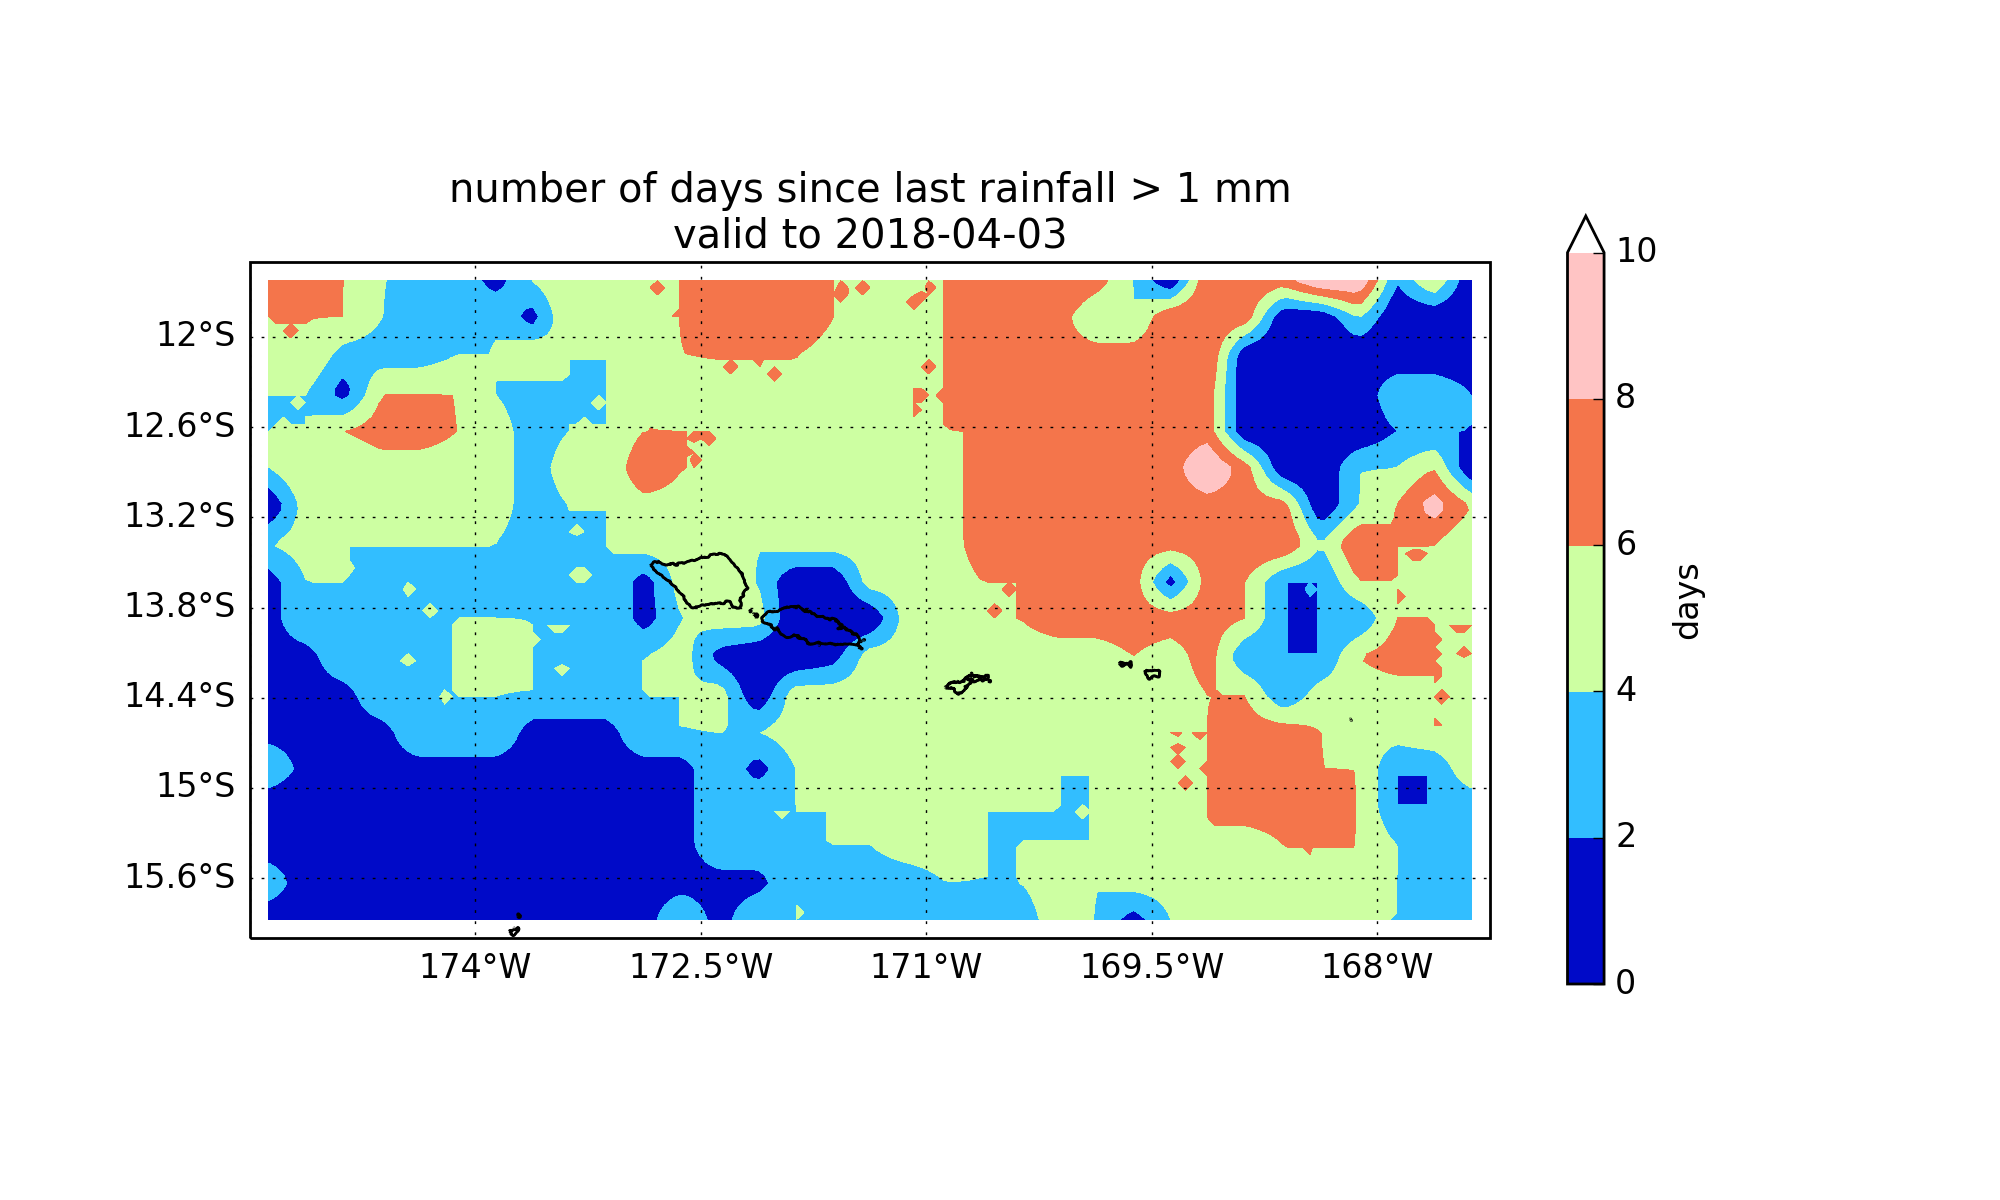 number of days since last rainfall > 1 mm
valid to 2018-04-03
12°S
12.6°S
13.2°S
13.8°S
14.4°S
15°S
15.6°S
174°W
172.5°W
171°W
169.5°W
168°W
10
8
6
4
2
0
days